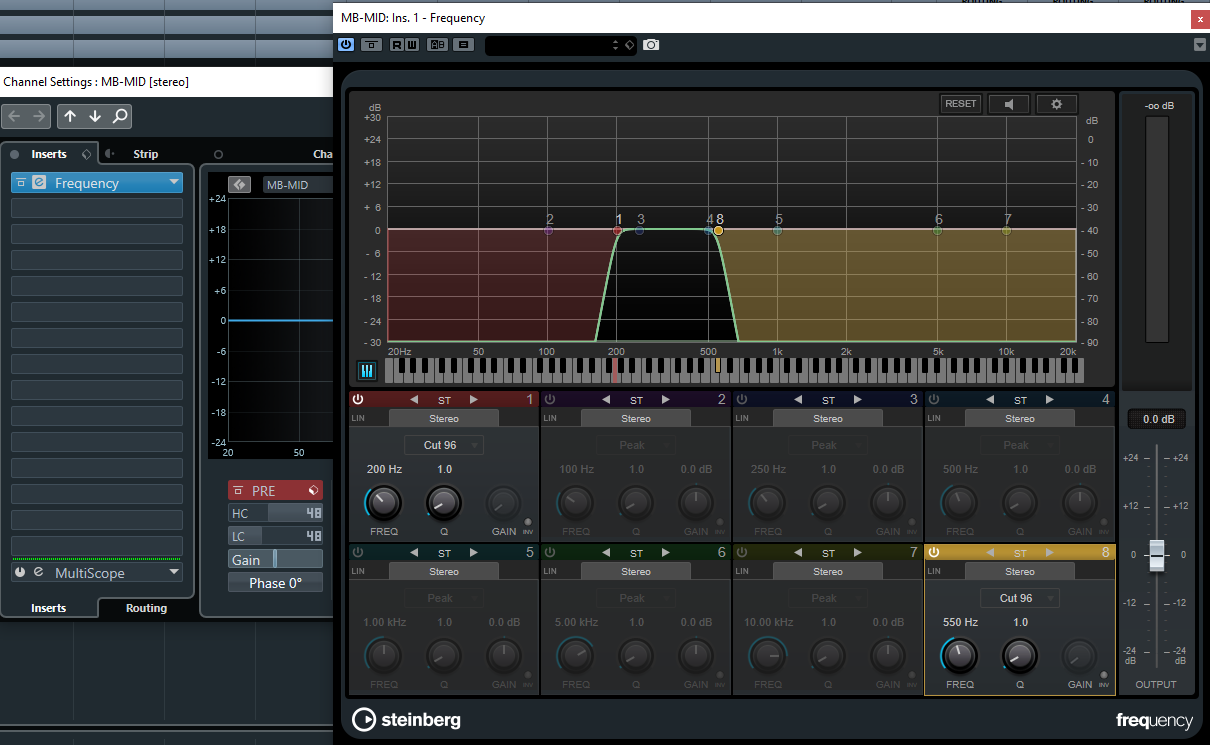 MB-MID: Ins. 1 - Frequency
x
R W
Channel Settings : MB-MID [stereo]
Inserts
Strip
Cha
e Frequency
MB-MID
+24
+18
+12
+6
0
-6
-12
-18
-24
20 50
PRE
HC 48
LC 48
Gain
Phase 0°
e MultiScope
Inserts
Routing
RESET
dB
+30
+24
+18
+12
+ 6
0
- 6
- 12
- 18
- 24
- 30
dB
0
- 10
- 20
- 30
- 40
- 50
- 60
- 70
- 80
- 90
2 1 3 4 8 5 6 7
20Hz 50 100 200 500 1k 2k 5k 10k 20k
-oo dB
ST 1 ST 2 ST 3 ST 4
LIN Stereo LIN Stereo LIN Stereo LIN Stereo
Cut 96 Peak Peak Peak
200 Hz 1.0 100 Hz 1.0 0.0 dB 250 Hz 1.0 0.0 dB 500 Hz 1.0 0.0 dB
FREQ Q GAIN INV FREQ Q GAIN INV FREQ Q GAIN INV FREQ Q GAIN INV
ST 5 ST 6 ST 7 ST 8
LIN Stereo LIN Stereo LIN Stereo LIN Stereo
Peak Peak Peak Cut 96
1.00 kHz 1.0 0.0 dB 5.00 kHz 1.0 0.0 dB 10.00 kHz 1.0 0.0 dB 550 Hz 1.0
FREQ Q GAIN INV FREQ Q GAIN INV FREQ Q GAIN INV FREQ Q GAIN INV
0.0 dB
+24 +24
+12 +12
0 0
-12 -12
-24 -24
dB dB
OUTPUT
steinberg
frequency